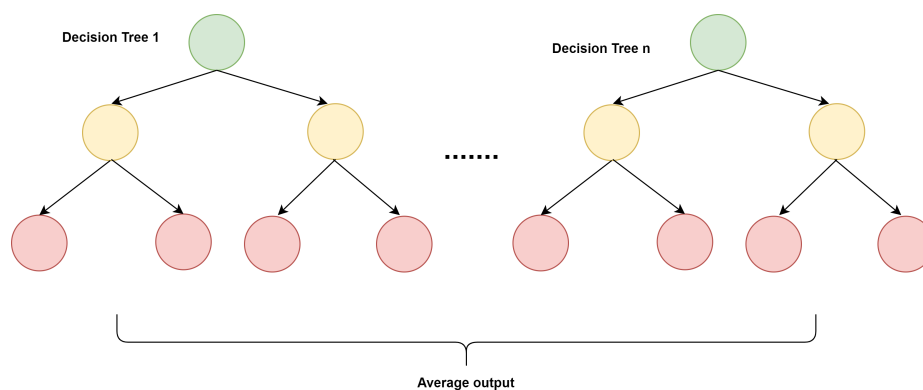 Decision Tree 1
Decision Tree n
.......
Average output